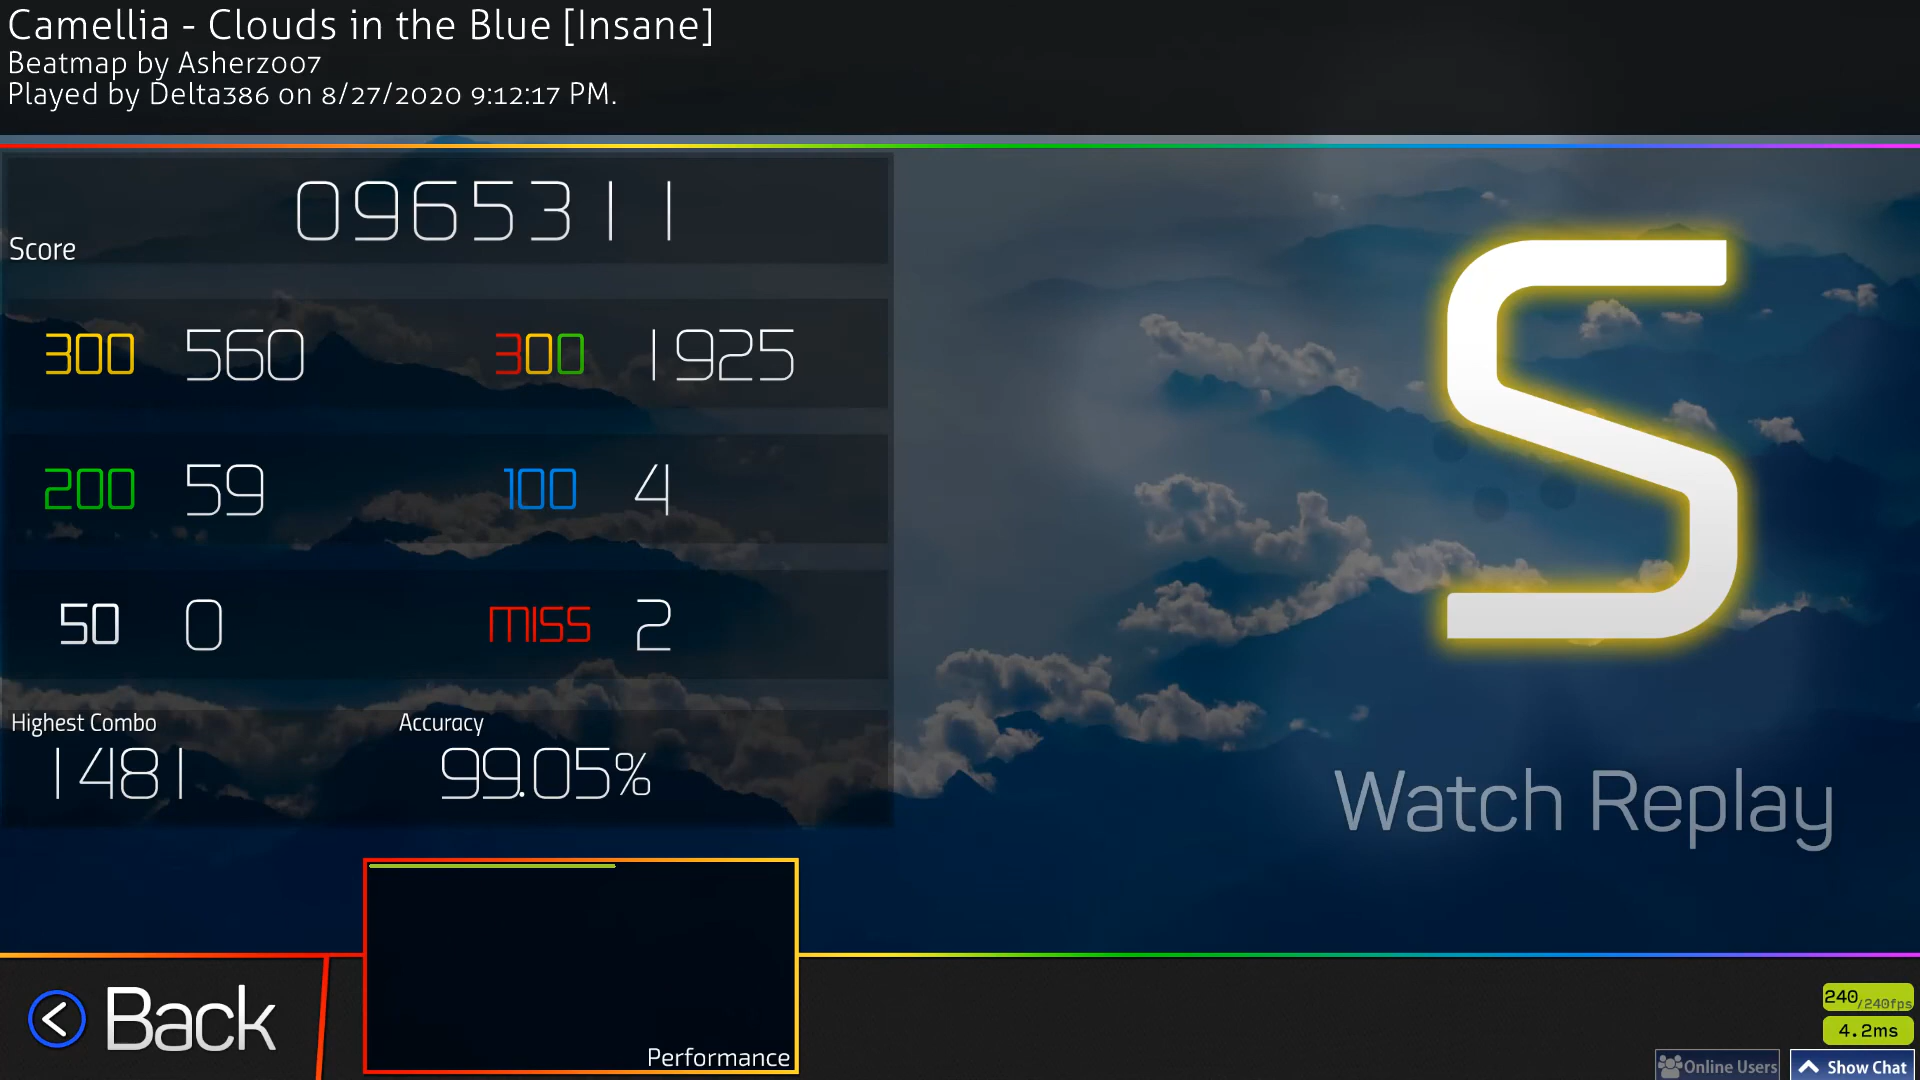 Camellia - Clouds in the Blue [Insane]
Beatmap by Asherz007
Played by Delta386 on 8/27/2020 9:12:17 PM.
Score 0965311
300 560 300 1925
200 59 100 4
50 0 miss 2
Highest Combo Accuracy
1481 99.05%
S
Watch Replay
Performance
Back
240/240fps
4.2ms
Online Users Show Chat